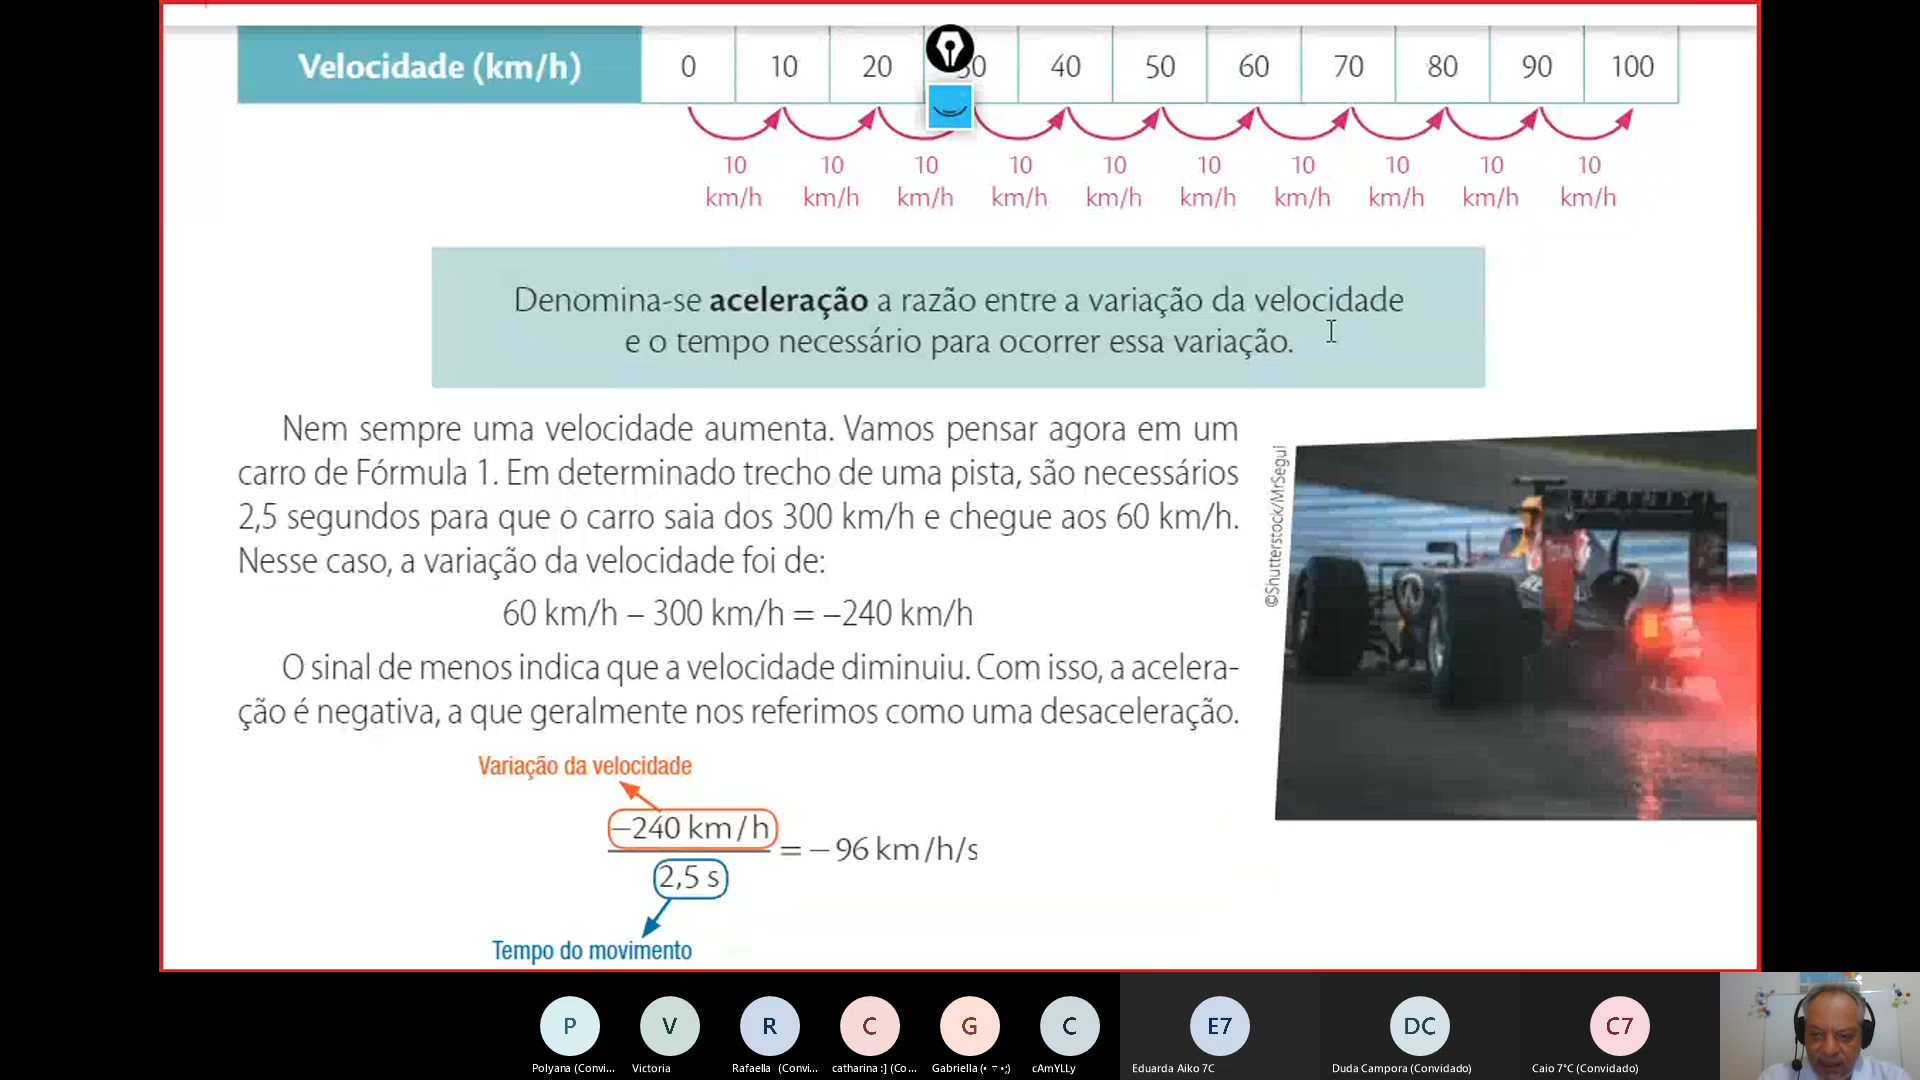 Velocidade (km/h) 0 10 20 30 40 50 60 70 80 90 100
10 10 10 10 10 10 10 10 10 10
km/h km/h km/h km/h km/h km/h km/h km/h km/h km/h
Denomina-se aceleração a razão entre a variação da velocidade
e o tempo necessário para ocorrer essa variação.
Nem sempre uma velocidade aumenta. Vamos pensar agora em um
carro de Fórmula 1. Em determinado trecho de uma pista, são necessários
2,5 segundos para que o carro saia dos 300 km/h e chegue aos 60 km/h.
Nesse caso, a variação da velocidade foi de:
60 km/h – 300 km/h = –240 km/h
O sinal de menos indica que a velocidade diminuiu. Com isso, a acelera-
ção é negativa, a que geralmente nos referimos como uma desaceleração.
©Shutterstock/MrSegui
Variação da velocidade
–240 km/h
= – 96 km/h/s
2,5 s
Tempo do movimento
P V R C G C E7 DC C7
Polyana (Convi... Victoria Rafaella (Convi... catharina :] (Co... Gabriella (• ▿ •;) cAmYLLy Eduarda Aiko 7C Duda Campora (Convidado) Caio 7°C (Convidado)